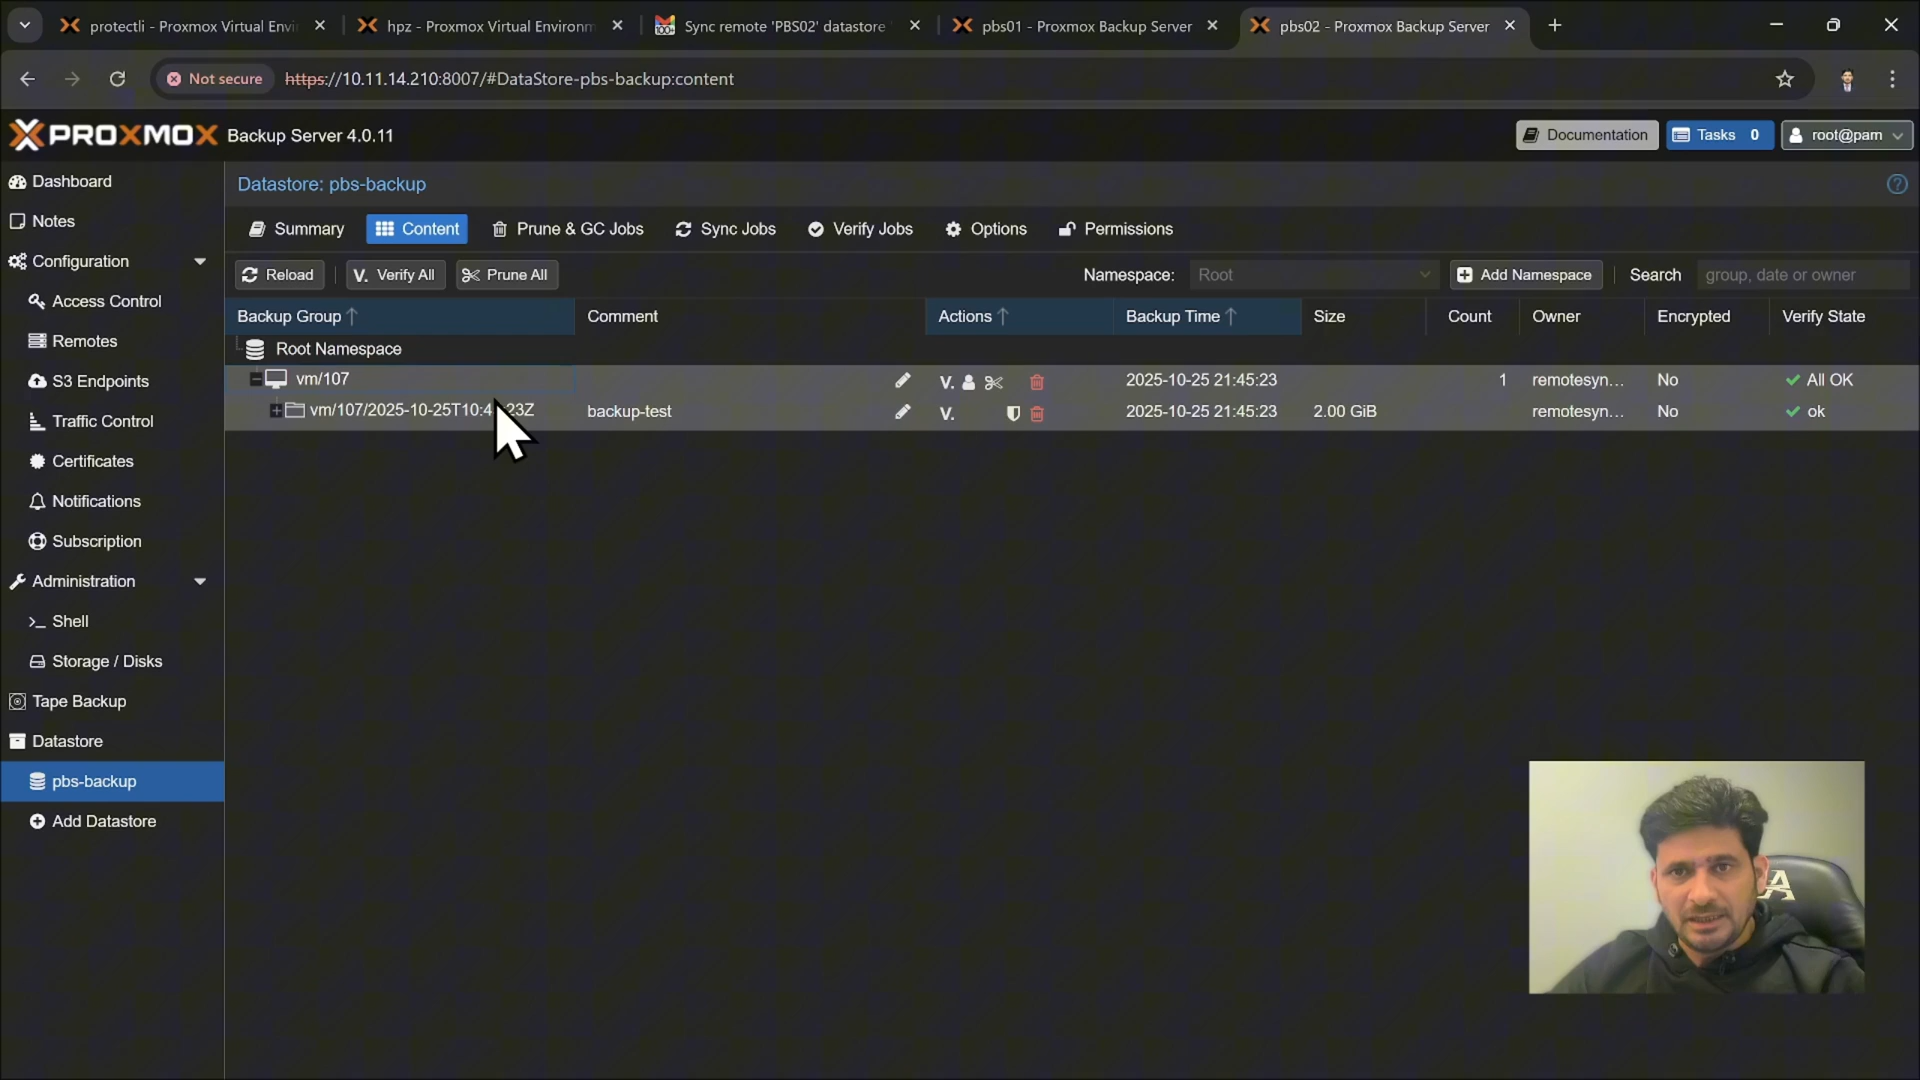 protectli - Proxmox Virtual Envi
hpz - Proxmox Virtual Environm
Sync remote 'PBS02' datastore '
pbs01 - Proxmox Backup Server
pbs02 - Proxmox Backup Server
Not secure
https://10.11.14.210:8007/#DataStore-pbs-backup:content
PROXMOX Backup Server 4.0.11
Documentation
Tasks 0
root@pam
Dashboard
Notes
Configuration
Access Control
Remotes
S3 Endpoints
Traffic Control
Certificates
Notifications
Subscription
Administration
Shell
Storage / Disks
Tape Backup
Datastore
pbs-backup
Add Datastore
Datastore: pbs-backup
Summary Content Prune & GC Jobs Sync Jobs Verify Jobs Options Permissions
Reload V. Verify All Prune All Namespace: Root Add Namespace Search group, date or owner
Backup Group Comment Actions Backup Time Size Count Owner Encrypted Verify State
Root Namespace
vm/107 V. 2025-10-25 21:45:23 1 remotesyn... No All OK
backup-test V. 2025-10-25 21:45:23 2.00 GiB remotesyn... No ok